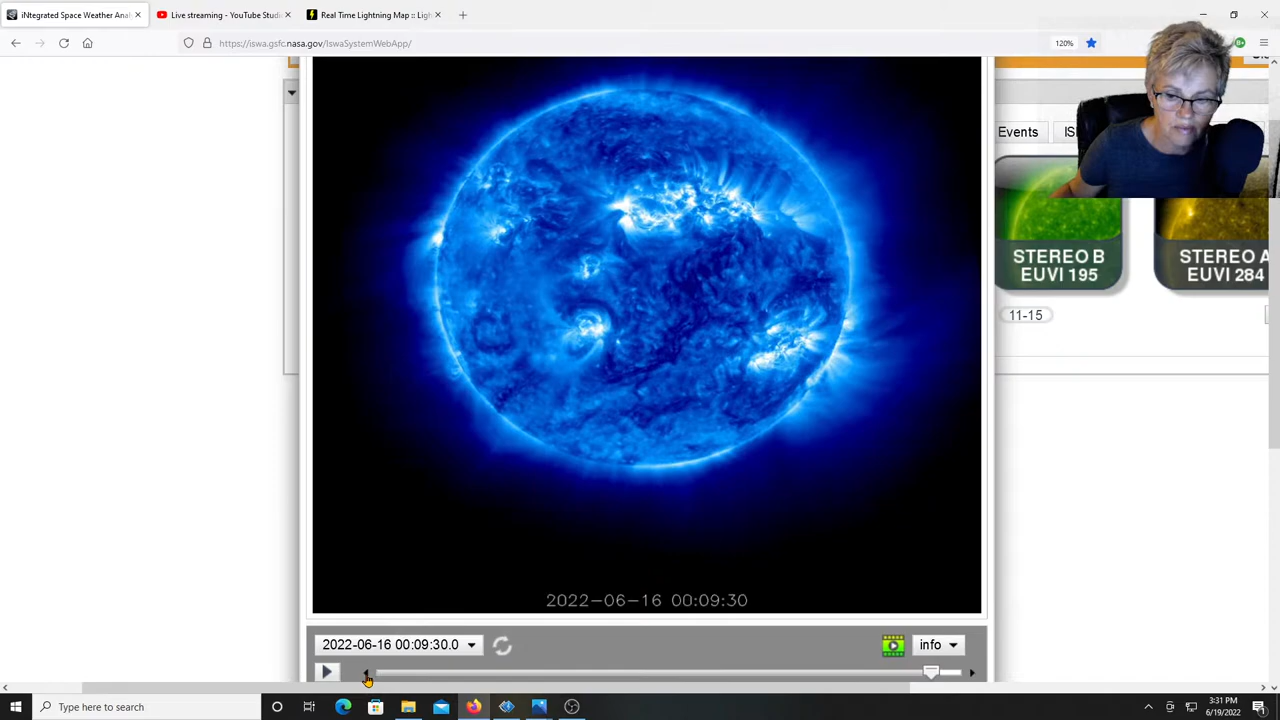 iNtegrated Space Weather Anal
Live streaming - YouTube Studi
Real Time Lightning Map :: Ligh
https://iswa.gsfc.nasa.gov/IswaSystemWebApp/
120%
Events
STEREO B
EUVI 195
STEREO A
EUVI 284
11-15
2022-06-16 00:09:30
2022-06-16 00:09:30.0
info
Type here to search
3:31 PM
6/19/2022